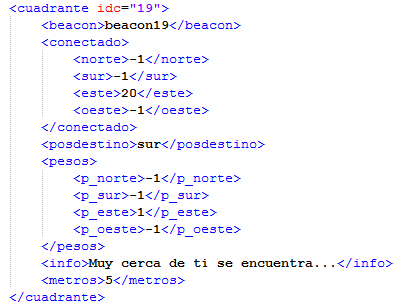 <cuadrante idc="19">
<beacon>beacon19</beacon>
<conectado>
<norte>-1</norte>
<sur>-1</sur>
<este>20</este>
<oeste>-1</oeste>
</conectado>
<posdestino>sur</posdestino>
<pesos>
<p_norte>-1</p_norte>
<p_sur>-1</p_sur>
<p_este>1</p_este>
<p_oeste>-1</p_oeste>
</pesos>
<info>Muy cerca de ti se encuentra...</info>
<metros>5</metros>
</cuadrante>